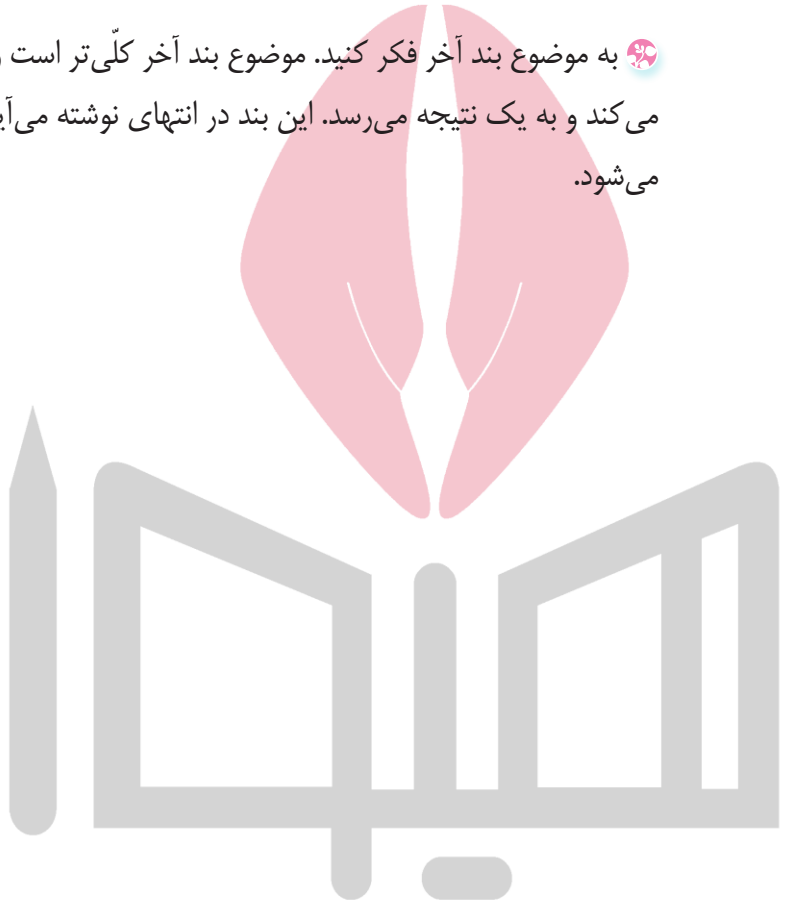 به موضوع بند آخر فکر کنید. موضوع بند آخر کلّی‌تر است
می‌کند و به یک نتیجه می‌رسد. این بند در انتهای نوشته
می‌شود.